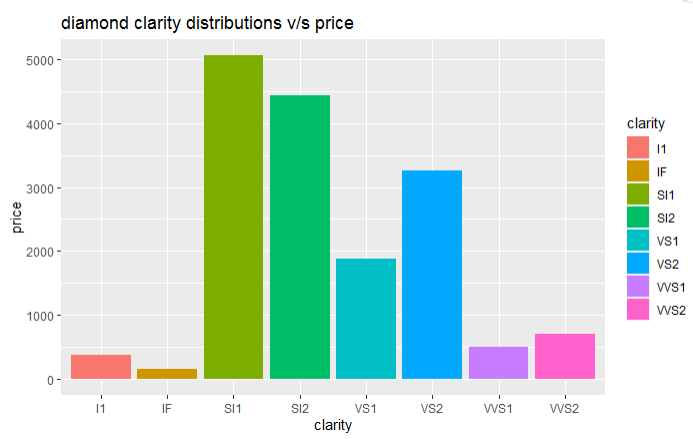 diamond clarity distributions v/s price
5000
4000
3000
2000
1000
0
price
I1 IF SI1 SI2 VS1 VS2 VVS1 VVS2
clarity
clarity
I1
IF
SI1
SI2
VS1
VS2
VVS1
VVS2